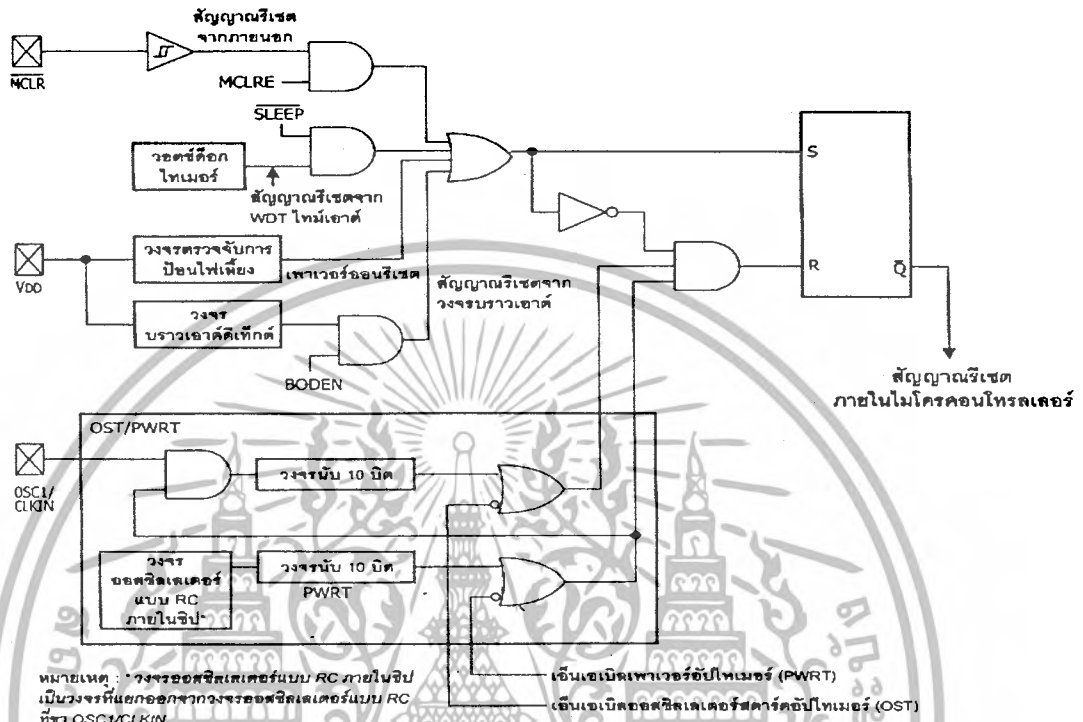 สัญญาณรีเซต
จากภายนอก
MCLR
MCLRE
SLEEP
วอตช์ด็อก
ไทเมอร์
สัญญาณรีเซตจาก
WDT ไทม์เอาต์
VDD
วงจรตรวจจับการ
ป้อนไฟเลี้ยง
เพาเวอร์ออนรีเซต
สัญญาณรีเซตจาก
วงจรบราวเอาต์
วงจร
บราวเอาต์ดีเท็กต์
BODEN
S
R
Q
สัญญาณรีเซต
ภายในไมโครคอนโทรลเลอร์
OST/PWRT
OSC1/
CLKIN
วงจรนับ 10 บิต
วงจร
ออสซิลเลเตอร์
แบบ RC
ภายในชิป*
วงจรนับ 10 บิต
PWRT
เอ็นเอเบิลเพาเวอร์อัปไทเมอร์ (PWRT)
เอ็นเอเบิลออสซิลเลเตอร์สตาร์ตอัปไทเมอร์ (OST)
หมายเหตุ : *วงจรออสซิลเลเตอร์แบบ RC ภายในชิป
เป็นวงจรที่แยกออกจากวงจรออสซิลเลเตอร์แบบ RC
ที่ขา OSC1/CLKIN